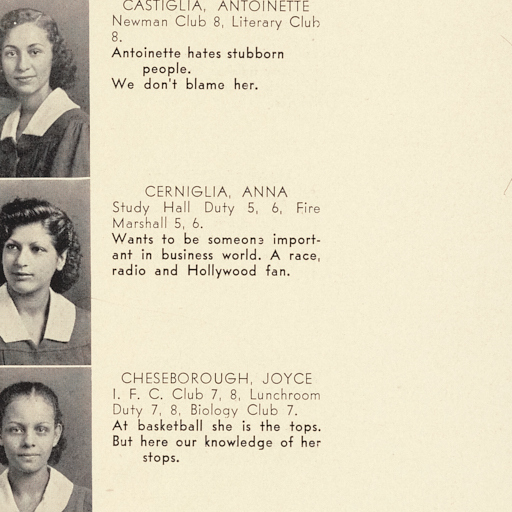 CASTIGLIA, ANTOINETTE
Newman Club 8, Literary Club
8.
Antoinette hates stubborn
people.
We don't blame her.
CERNIGLIA, ANNA
Study Hall Duty 5, 6, Fire
Marshall 5, 6.
Wants to be someone import-
ant in business world. A race,
radio and Hollywood fan.
CHESEBOROUGH, JOYCE
I. F. C. Club 7, 8, Lunchroom
Duty 7, 8, Biology Club 7.
At basketball she is the tops.
But here our knowledge of her
stops.